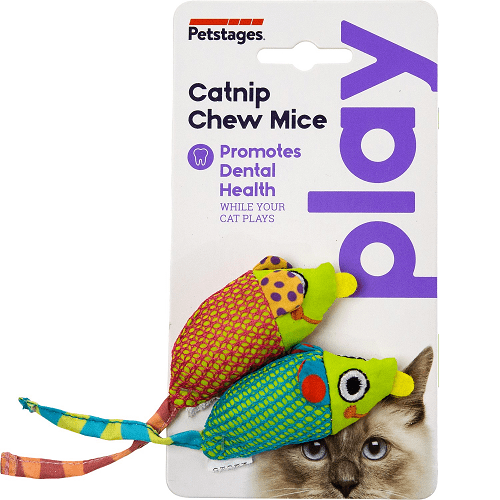 Petstages.
Catnip
Chew Mice
Promotes
Dental
Health
WHILE YOUR
CAT PLAYS
play